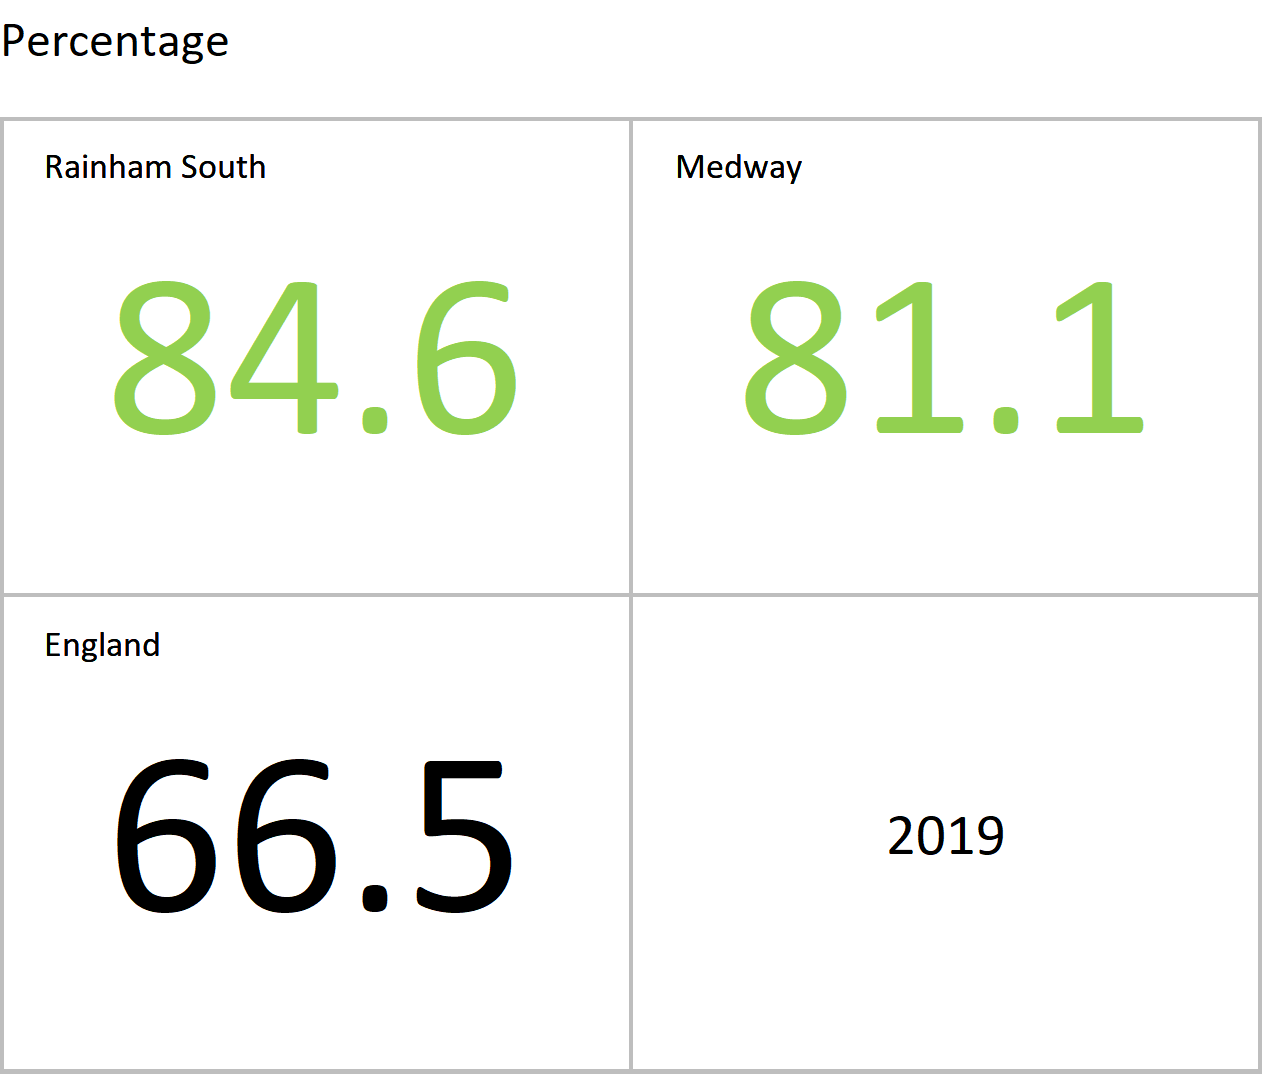 Percentage
Rainham South
84.6
Medway
81.1
England
66.5
2019